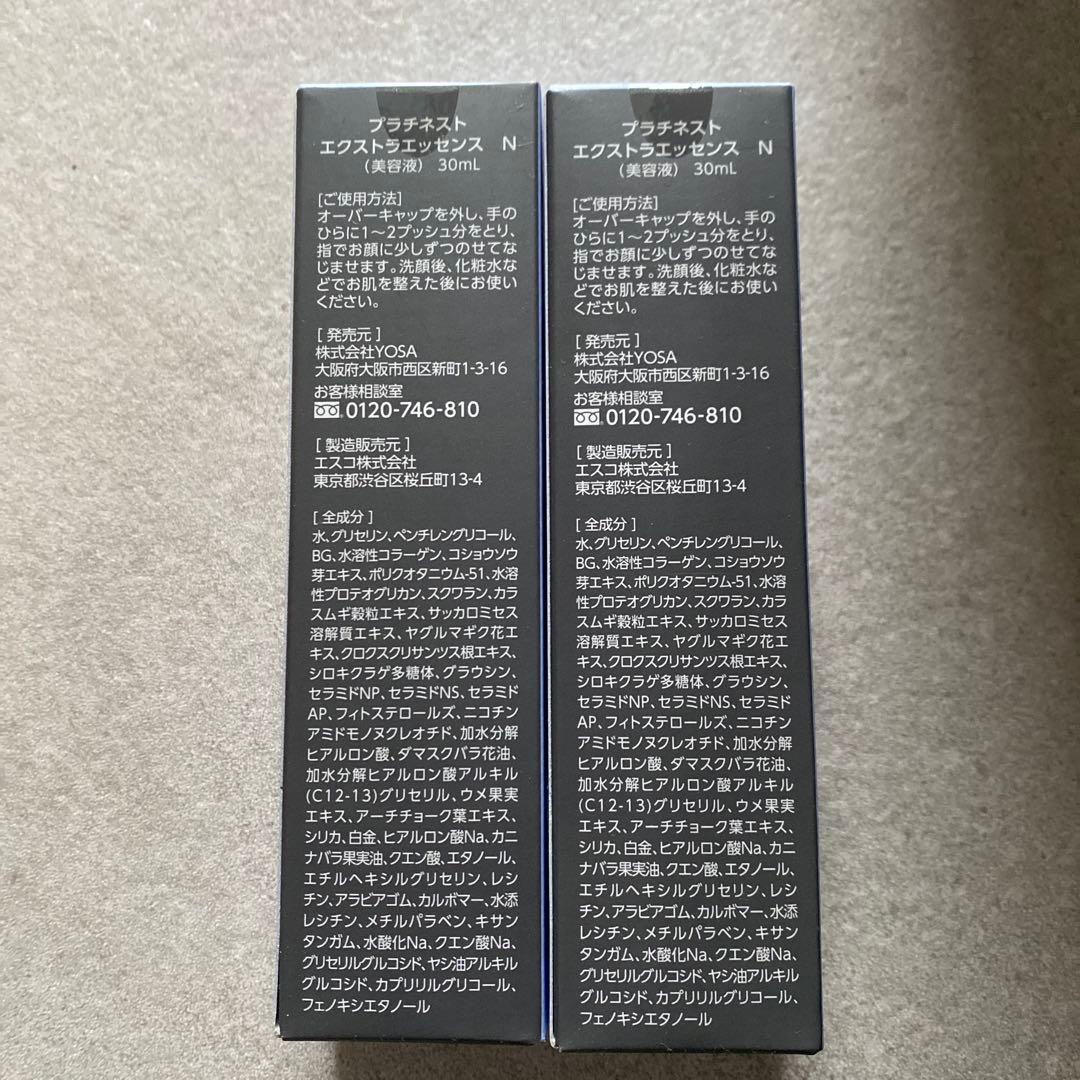 プラチネスト
エクストラエッセンス N
（美容液） 30mL
[ご使用方法]
オーバーキャップを外し、手の
ひらに1〜2プッシュ分をとり、
指でお顔に少しずつのせてな
じませます。洗顔後、化粧水な
どでお肌を整えた後にお使い
ください。
[ 発売元 ]
株式会社YOSA
大阪府大阪市西区新町1-3-16
お客様相談室
0120-746-810
[ 製造販売元 ]
エスコ株式会社
東京都渋谷区桜丘町13-4
[ 全成分 ]
水、グリセリン、ペンチレングリコール、
BG、水溶性コラーゲン、コショウソウ
芽エキス、ポリクオタニウム-51、水溶
性プロテオグリカン、スクワラン、カラ
スムギ穀粒エキス、サッカロミセス
溶解質エキス、ヤグルマギク花エ
キス、クロクスクリサンツス根エキス、
シロキクラゲ多糖体、グラウシン、
セラミドNP、セラミドNS、セラミド
AP、フィトステロールズ、ニコチン
アミドモノヌクレオチド、加水分解
ヒアルロン酸、ダマスクバラ花油、
加水分解ヒアルロン酸アルキル
(C12-13)グリセリル、ウメ果実
エキス、アーチチョーク葉エキス、
シリカ、白金、ヒアルロン酸Na、カニ
ナバラ果実油、クエン酸、エタノール、
エチルヘキシルグリセリン、レシ
チン、アラビアゴム、カルボマー、水添
レシチン、メチルパラベン、キサン
タンガム、水酸化Na、クエン酸Na、
グリセリルグルコシド、ヤシ油アルキル
グルコシド、カプリリルグリコール、
フェノキシエタノール
プラチネスト
エクストラエッセンス N
（美容液） 30mL
[ご使用方法]
オーバーキャップを外し、手の
ひらに1〜2プッシュ分をとり、
指でお顔に少しずつのせてな
じませます。洗顔後、化粧水な
どでお肌を整えた後にお使い
ください。
[ 発売元 ]
株式会社YOSA
大阪府大阪市西区新町1-3-16
お客様相談室
0120-746-810
[ 製造販売元 ]
エスコ株式会社
東京都渋谷区桜丘町13-4
[ 全成分 ]
水、グリセリン、ペンチレングリコール、
BG、水溶性コラーゲン、コショウソウ
芽エキス、ポリクオタニウム-51、水溶
性プロテオグリカン、スクワラン、カラ
スムギ穀粒エキス、サッカロミセス
溶解質エキス、ヤグルマギク花エ
キス、クロクスクリサンツス根エキス、
シロキクラゲ多糖体、グラウシン、
セラミドNP、セラミドNS、セラミド
AP、フィトステロールズ、ニコチン
アミドモノヌクレオチド、加水分解
ヒアルロン酸、ダマスクバラ花油、
加水分解ヒアルロン酸アルキル
(C12-13)グリセリル、ウメ果実
エキス、アーチチョーク葉エキス、
シリカ、白金、ヒアルロン酸Na、カニ
ナバラ果実油、クエン酸、エタノール、
エチルヘキシルグリセリン、レシ
チン、アラビアゴム、カルボマー、水添
レシチン、メチルパラベン、キサン
タンガム、水酸化Na、クエン酸Na、
グリセリルグルコシド、ヤシ油アルキル
グルコシド、カプリリルグリコール、
フェノキシエタノール